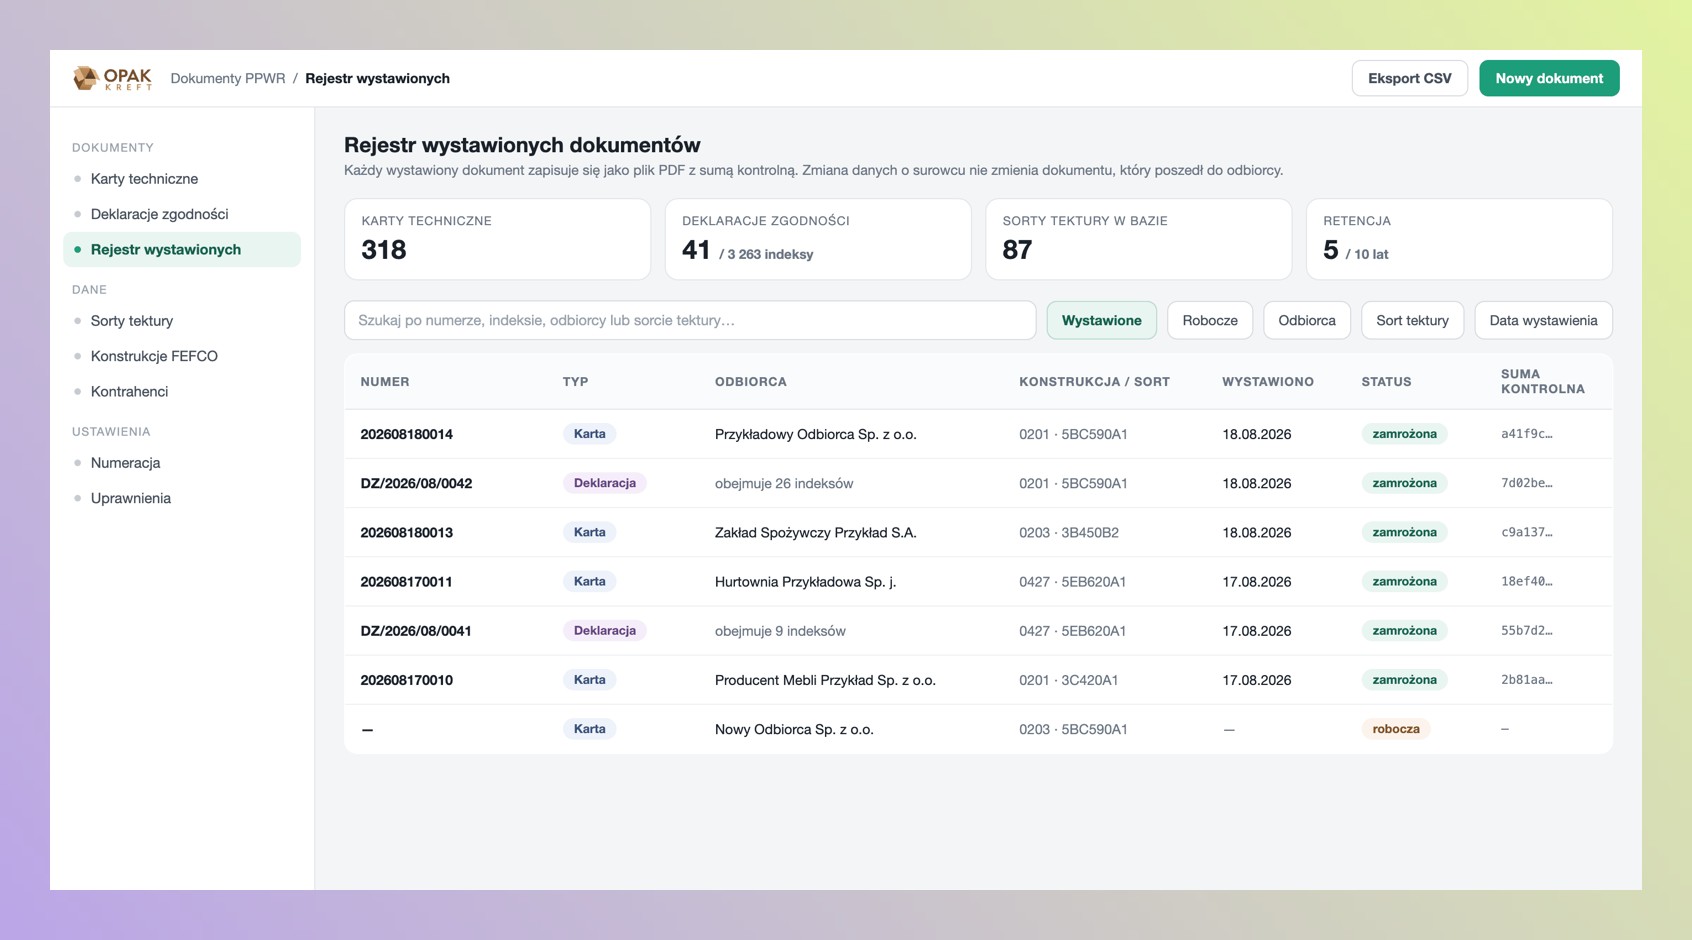 OPAK
KREFT
Dokumenty PPWR / Rejestr wystawionych
Eksport CSV
Nowy dokument
DOKUMENTY
Karty techniczne
Deklaracje zgodności
Rejestr wystawionych
DANE
Sorty tektury
Konstrukcje FEFCO
Kontrahenci
USTAWIENIA
Numeracja
Uprawnienia
Rejestr wystawionych dokumentów
Każdy wystawiony dokument zapisuje się jako plik PDF z sumą kontrolną. Zmiana danych o surowcu nie zmienia dokumentu, który poszedł do odbiorcy.
KARTY TECHNICZNE
318
DEKLARACJE ZGODNOŚCI
41 / 3 263 indeksy
SORTY TEKTURY W BAZIE
87
RETENCJA
5 / 10 lat
Szukaj po numerze, indeksie, odbiorcy lub sorcie tektury…
Wystawione
Robocze
Odbiorca
Sort tektury
Data wystawienia
NUMER TYP ODBIORCA KONSTRUKCJA / SORT WYSTAWIONO STATUS SUMA
KONTROLNA
202608180014 Karta Przykładowy Odbiorca Sp. z o.o. 0201 · 5BC590A1 18.08.2026 zamrożona a41f9c…
DZ/2026/08/0042 Deklaracja obejmuje 26 indeksów 0201 · 5BC590A1 18.08.2026 zamrożona 7d02be…
202608180013 Karta Zakład Spożywczy Przykład S.A. 0203 · 3B450B2 18.08.2026 zamrożona c9a137…
202608170011 Karta Hurtownia Przykładowa Sp. j. 0427 · 5EB620A1 17.08.2026 zamrożona 18ef40…
DZ/2026/08/0041 Deklaracja obejmuje 9 indeksów 0427 · 5EB620A1 17.08.2026 zamrożona 55b7d2…
202608170010 Karta Producent Mebli Przykład Sp. z o.o. 0201 · 3C420A1 17.08.2026 zamrożona 2b81aa…
— Karta Nowy Odbiorca Sp. z o.o. 0203 · 5BC590A1 — robocza —